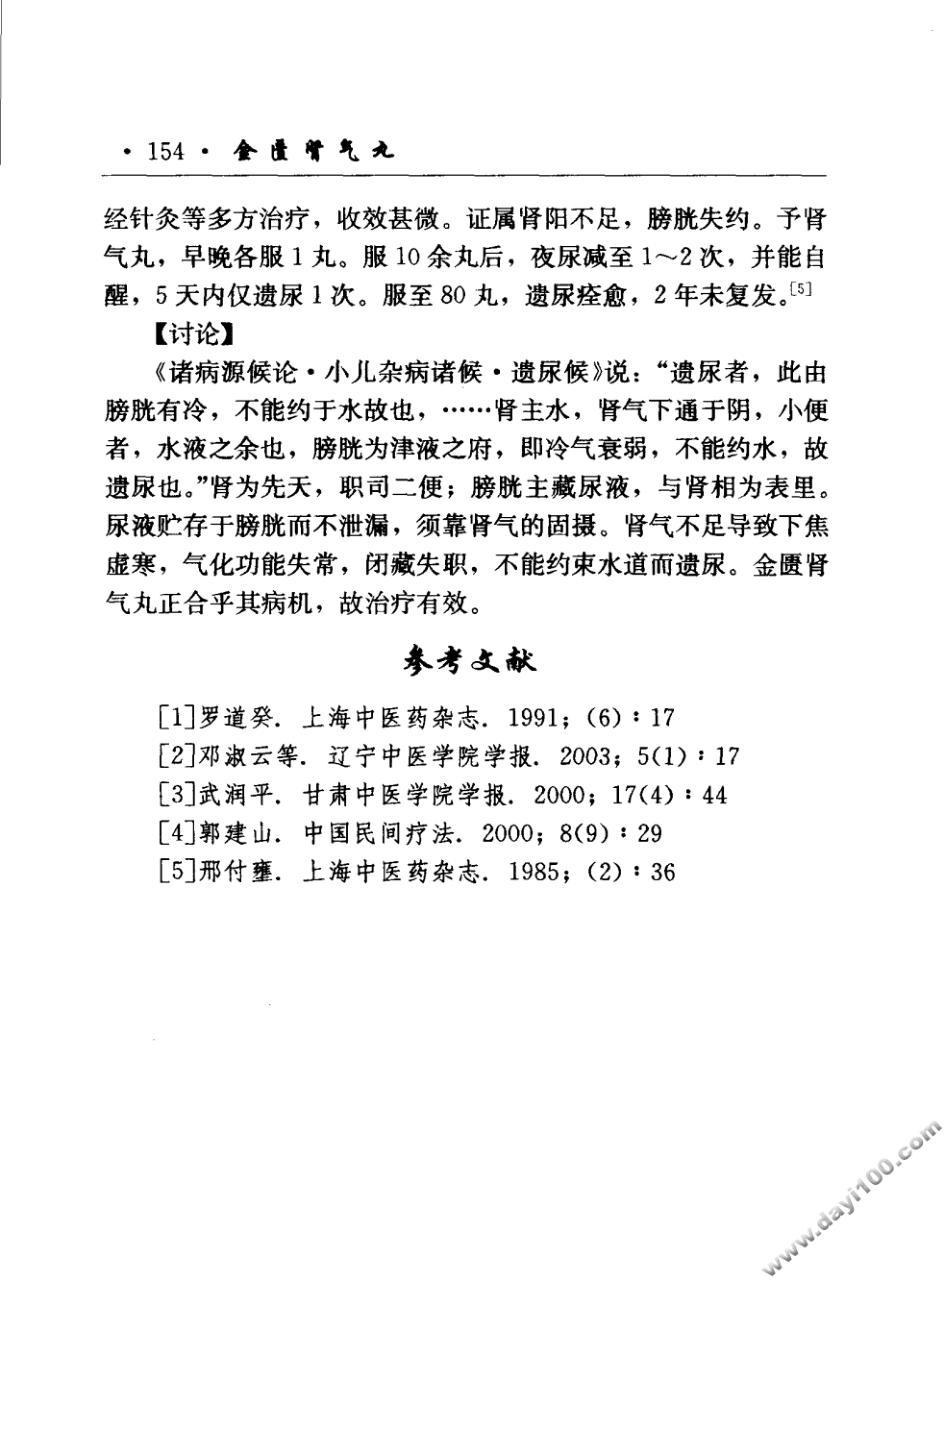 · 154 · 金匮肾气丸
经针灸等多方治疗，收效甚微。证属肾阳不足，膀胱失约。予肾
气丸，早晚各服1丸。服10余丸后，夜尿减至1～2次，并能自
醒，5天内仅遗尿1次。服至80丸，遗尿痊愈，2年未复发。[5]
【讨论】
《诸病源候论·小儿杂病诸候·遗尿候》说：“遗尿者，此由
膀胱有冷，不能约于水故也，……肾主水，肾气下通于阴，小便
者，水液之余也，膀胱为津液之府，即冷气衰弱，不能约水，故
遗尿也。”肾为先天，职司二便；膀胱主藏尿液，与肾相为表里。
尿液贮存于膀胱而不泄漏，须靠肾气的固摄。肾气不足导致下焦
虚寒，气化功能失常，闭藏失职，不能约束水道而遗尿。金匮肾
气丸正合乎其病机，故治疗有效。
参考文献
[1]罗道癸．上海中医药杂志．1991；(6)：17
[2]邓淑云等．辽宁中医学院学报．2003；5(1)：17
[3]武润平．甘肃中医学院学报．2000；17(4)：44
[4]郭建山．中国民间疗法．2000；8(9)：29
[5]邢付壅．上海中医药杂志．1985；(2)：36
www.dayi100.com